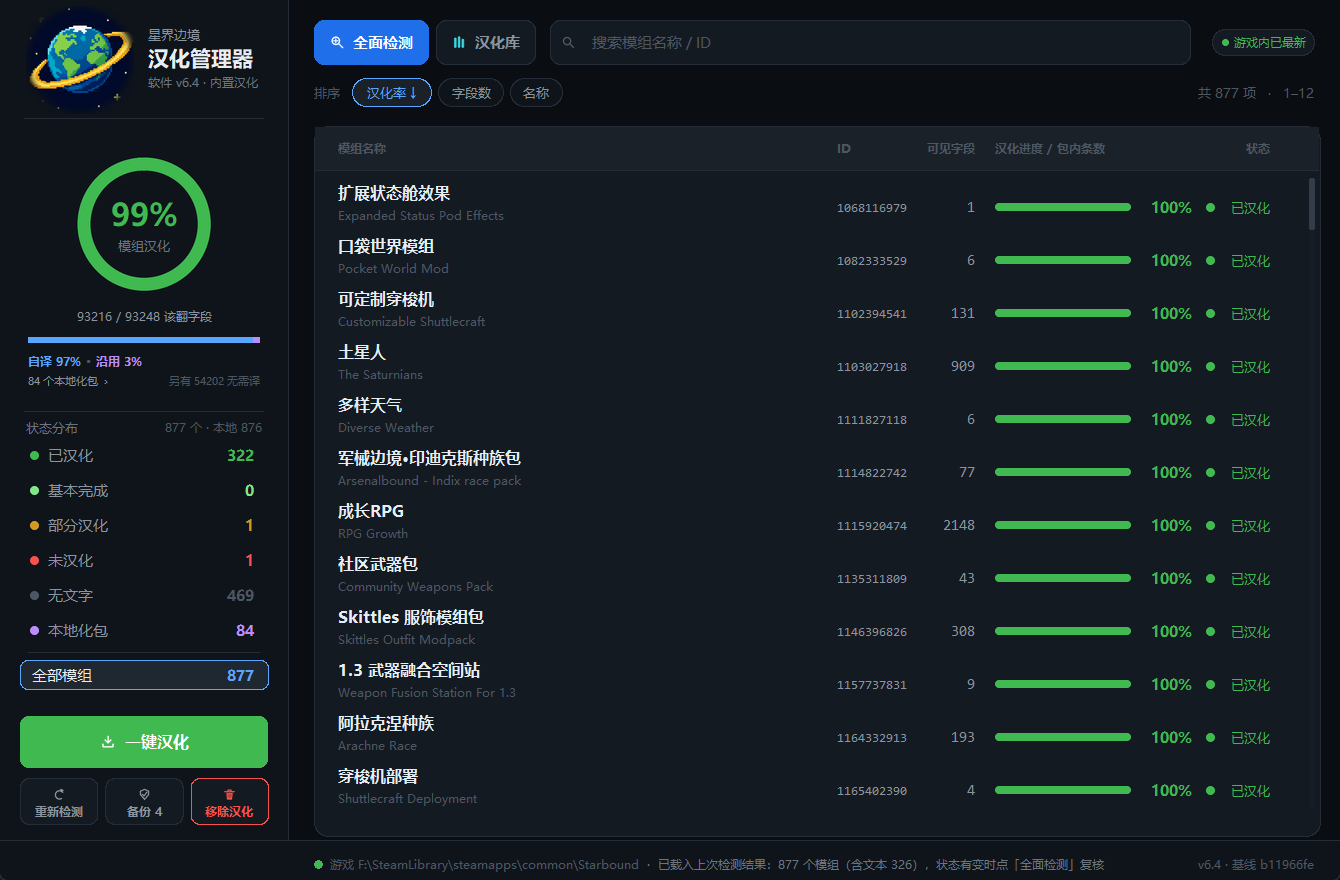 星界边境
汉化管理器
软件 v6.4 · 内置汉化
99%
模组汉化
93216 / 93248 该翻字段
自译 97% · 沿用 3%
84 个本地化包 ›
另有 54202 无需译
状态分布
877 个 · 本地 876
已汉化 322
基本完成 0
部分汉化 1
未汉化 1
无文字 469
本地化包 84
全部模组 877
一键汉化
重新检测
备份 4
移除汉化
全面检测
汉化库
搜索模组名称 / ID
游戏内已最新
排序 汉化率↓ 字段数 名称
共 877 项 · 1–12
模组名称 ID 可见字段 汉化进度 / 包内条数 状态
扩展状态舱效果
Expanded Status Pod Effects
1068116979 1 100% 已汉化
口袋世界模组
Pocket World Mod
1082333529 6 100% 已汉化
可定制穿梭机
Customizable Shuttlecraft
1102394541 131 100% 已汉化
土星人
The Saturnians
1103027918 909 100% 已汉化
多样天气
Diverse Weather
1111827118 6 100% 已汉化
军械边境•印迪克斯种族包
Arsenalbound - Indix race pack
1114822742 77 100% 已汉化
成长RPG
RPG Growth
1115920474 2148 100% 已汉化
社区武器包
Community Weapons Pack
1135311809 43 100% 已汉化
Skittles 服饰模组包
Skittles Outfit Modpack
1146396826 308 100% 已汉化
1.3 武器融合空间站
Weapon Fusion Station For 1.3
1157737831 9 100% 已汉化
阿拉克涅种族
Arachne Race
1164332913 193 100% 已汉化
穿梭机部署
Shuttlecraft Deployment
1165402390 4 100% 已汉化
游戏 F:\SteamLibrary\steamapps\common\Starbound · 已载入上次检测结果：877 个模组（含文本 326），状态有变时点「全面检测」复核
v6.4 · 基线 b11966fe